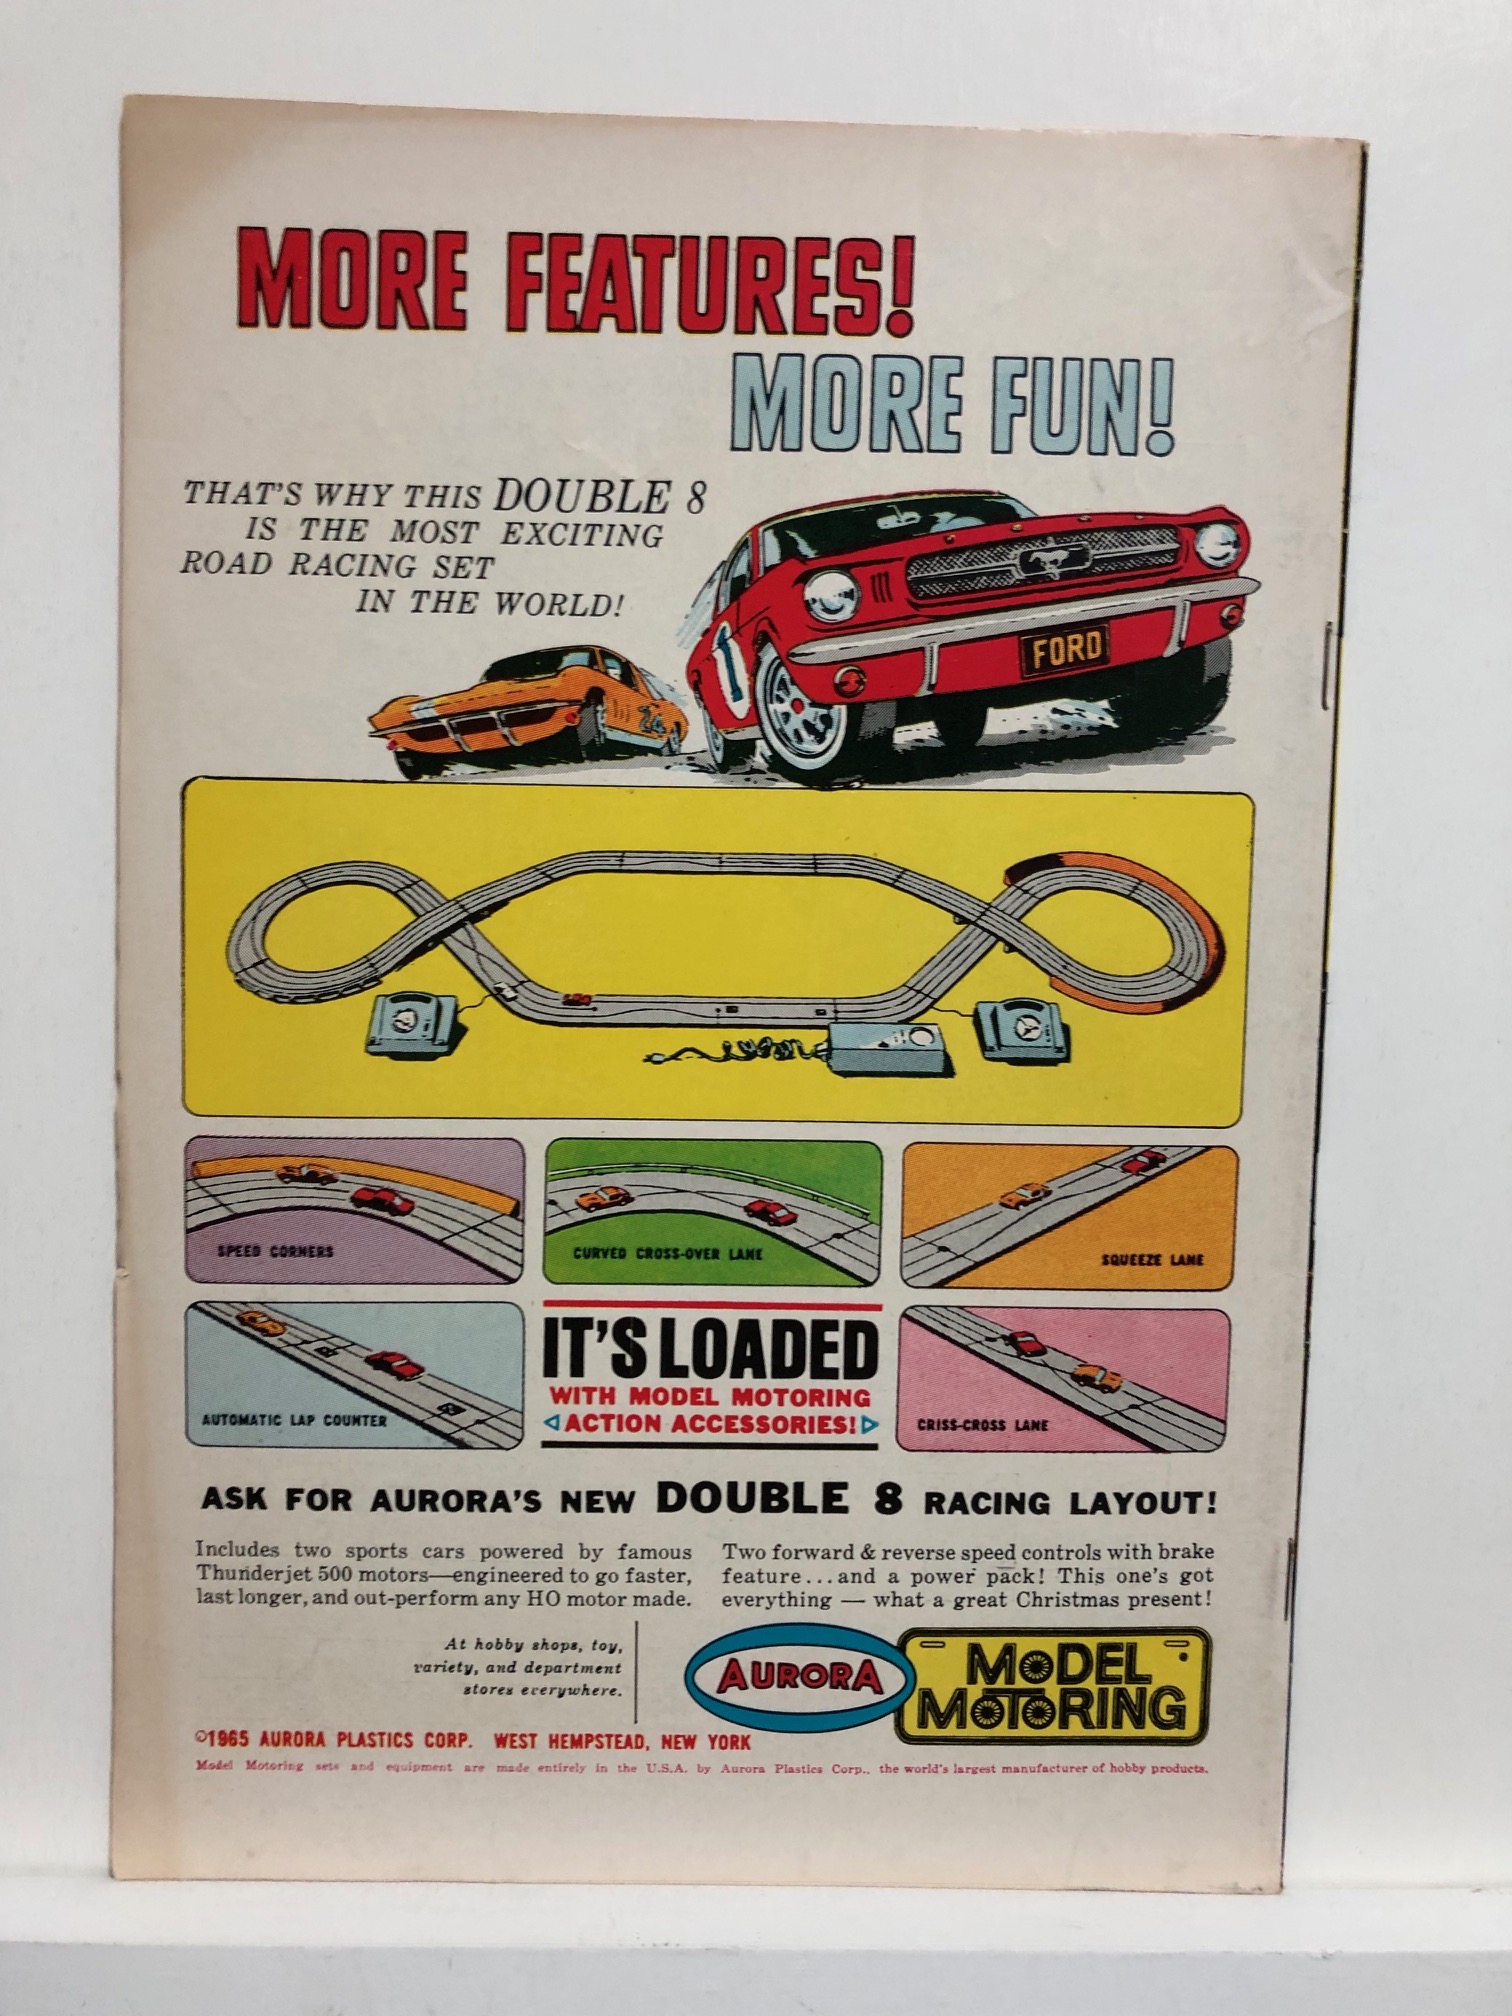 MORE FEATURES!
MORE FUN!
THAT'S WHY THIS DOUBLE 8
IS THE MOST EXCITING
ROAD RACING SET
IN THE WORLD!
FORD
1
24
SPEED CORNERS
CURVED CROSS-OVER LANE
SQUEEZE LANE
AUTOMATIC LAP COUNTER
IT'S LOADED
WITH MODEL MOTORING
ACTION ACCESSORIES!
CRISS-CROSS LANE
ASK FOR AURORA'S NEW DOUBLE 8 RACING LAYOUT!
Includes two sports cars powered by famous
Thunderjet 500 motors—engineered to go faster,
last longer, and out-perform any HO motor made.
Two forward & reverse speed controls with brake
feature...and a power pack! This one's got
everything — what a great Christmas present!
At hobby shops, toy,
variety, and department
stores everywhere.
AURORA
MODEL
MOTORING
©1965 AURORA PLASTICS CORP. WEST HEMPSTEAD, NEW YORK
Model Motoring sets and equipment are made entirely in the U.S.A. by Aurora Plastics Corp., the world's largest manufacturer of hobby products.